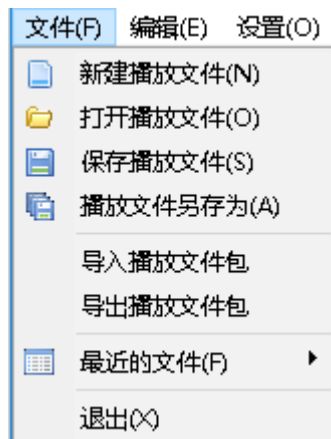 文件(F) 编辑(E) 设置(O)
新建播放文件(N)
打开播放文件(O)
保存播放文件(S)
播放文件另存为(A)
导入播放文件包
导出播放文件包
最近的文件(F)
退出(X)